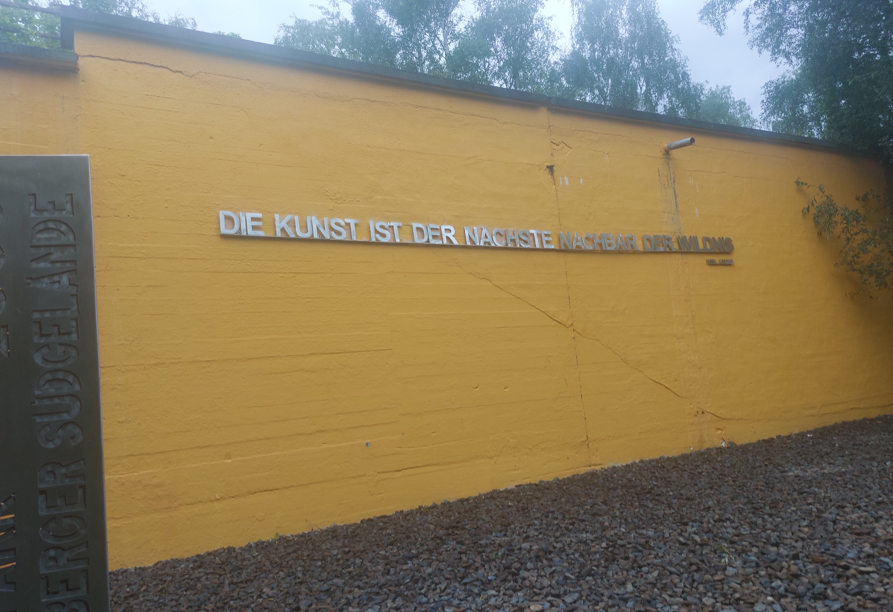 DIE KUNST IST DER NÄCHSTE NACHBAR DER WILDNIS
BERGER SÜDGELÄNDE